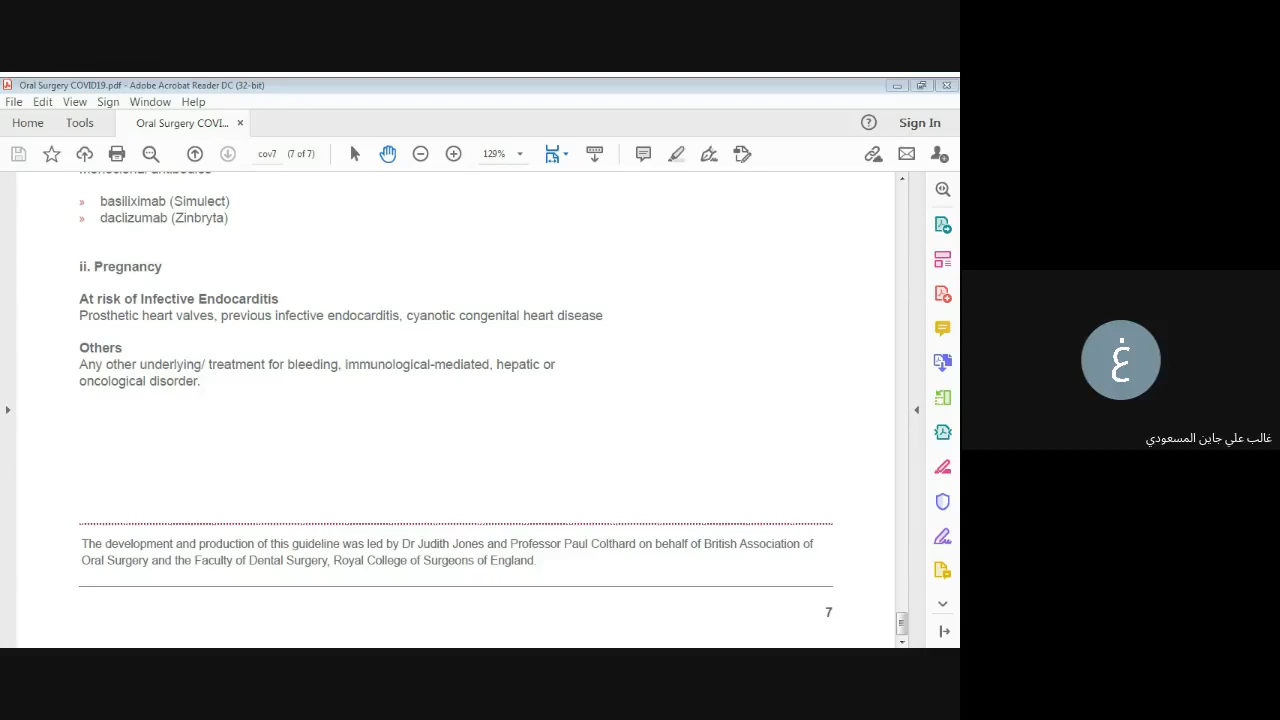 Oral Surgery COVID19.pdf - Adobe Acrobat Reader DC (32-bit)
File Edit View Sign Window Help
Home Tools Oral Surgery COVI... × Sign In
cov7 (7 of 7) 129%
monoclonal antibodies
» basiliximab (Simulect)
» daclizumab (Zinbryta)
ii. Pregnancy
At risk of Infective Endocarditis
Prosthetic heart valves, previous infective endocarditis, cyanotic congenital heart disease
Others
Any other underlying/ treatment for bleeding, immunological-mediated, hepatic or
oncological disorder.
The development and production of this guideline was led by Dr Judith Jones and Professor Paul Colthard on behalf of British Association of
Oral Surgery and the Faculty of Dental Surgery, Royal College of Surgeons of England.
7
غ
غالب علي جاين المسعودي